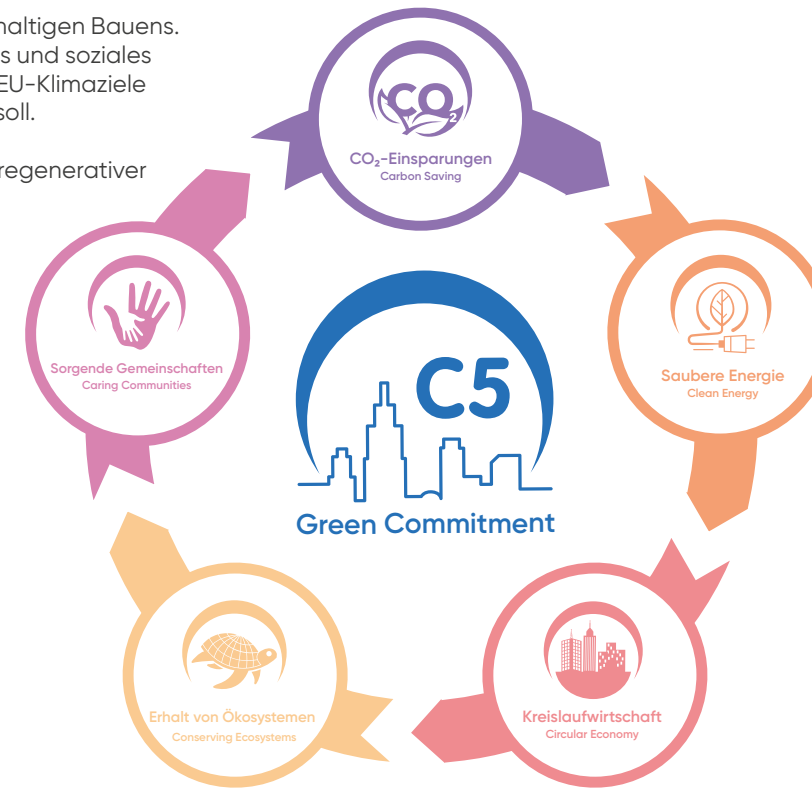 haltigen Bauens.
s und soziales
EU-Klimaziele
soll.
regenerativer
CO₂
CO₂-Einsparungen
Carbon Saving
Saubere Energie
Clean Energy
Kreislaufwirtschaft
Circular Economy
Erhalt von Ökosystemen
Conserving Ecosystems
Sorgende Gemeinschaften
Caring Communities
C5
Green Commitment